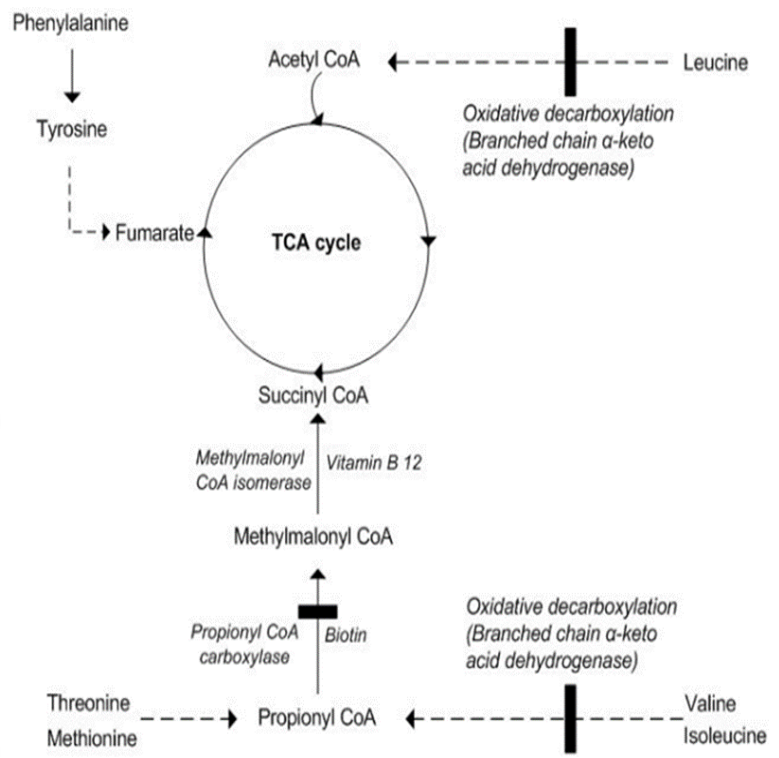 Phenylalanine
Acetyl CoA
Leucine
Tyrosine
Oxidative decarboxylation
(Branched chain α-keto
acid dehydrogenase)
Fumarate
TCA cycle
Succinyl CoA
Methylmalonyl
CoA isomerase
Vitamin B 12
Methylmalonyl CoA
Propionyl CoA
carboxylase
Biotin
Oxidative decarboxylation
(Branched chain α-keto
acid dehydrogenase)
Threonine
Methionine
Propionyl CoA
Valine
Isoleucine